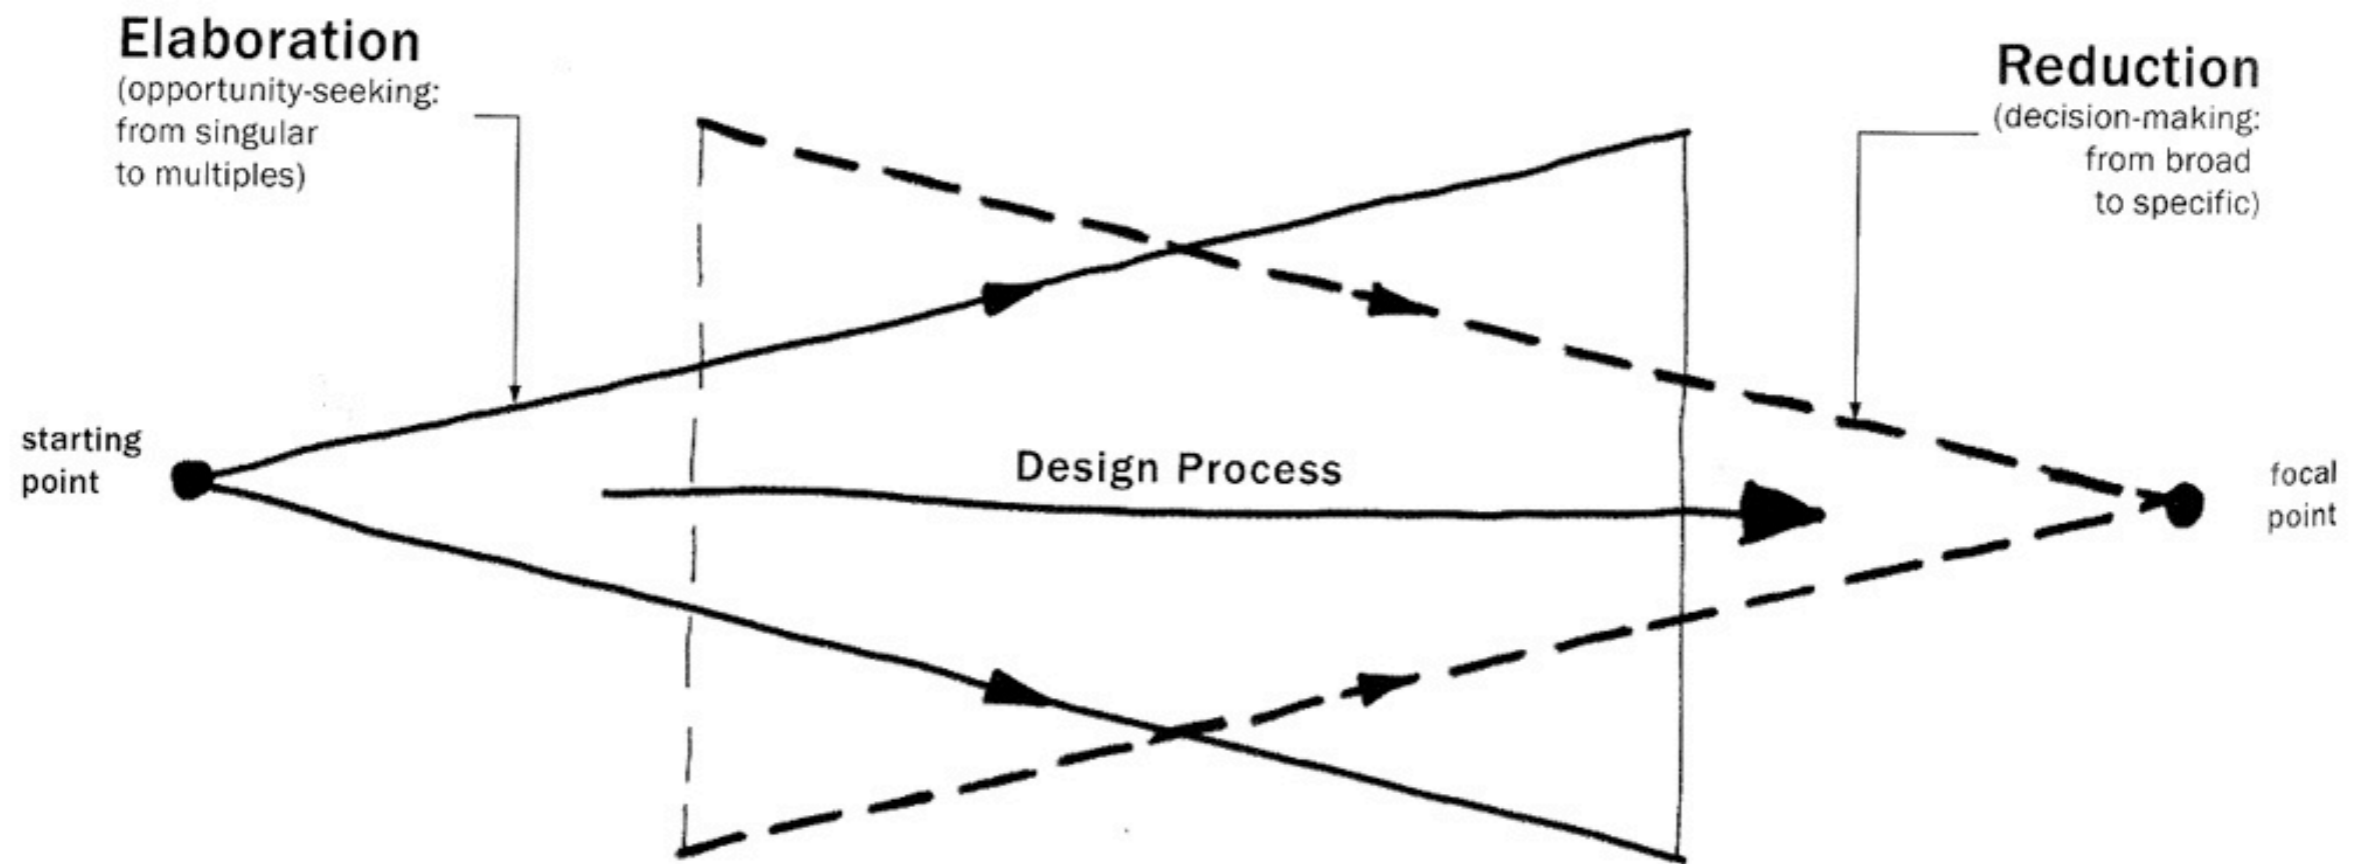 Elaboration
(opportunity-seeking:
from singular
to multiples)
Reduction
(decision-making:
from broad
to specific)
starting
point
Design Process
focal
point